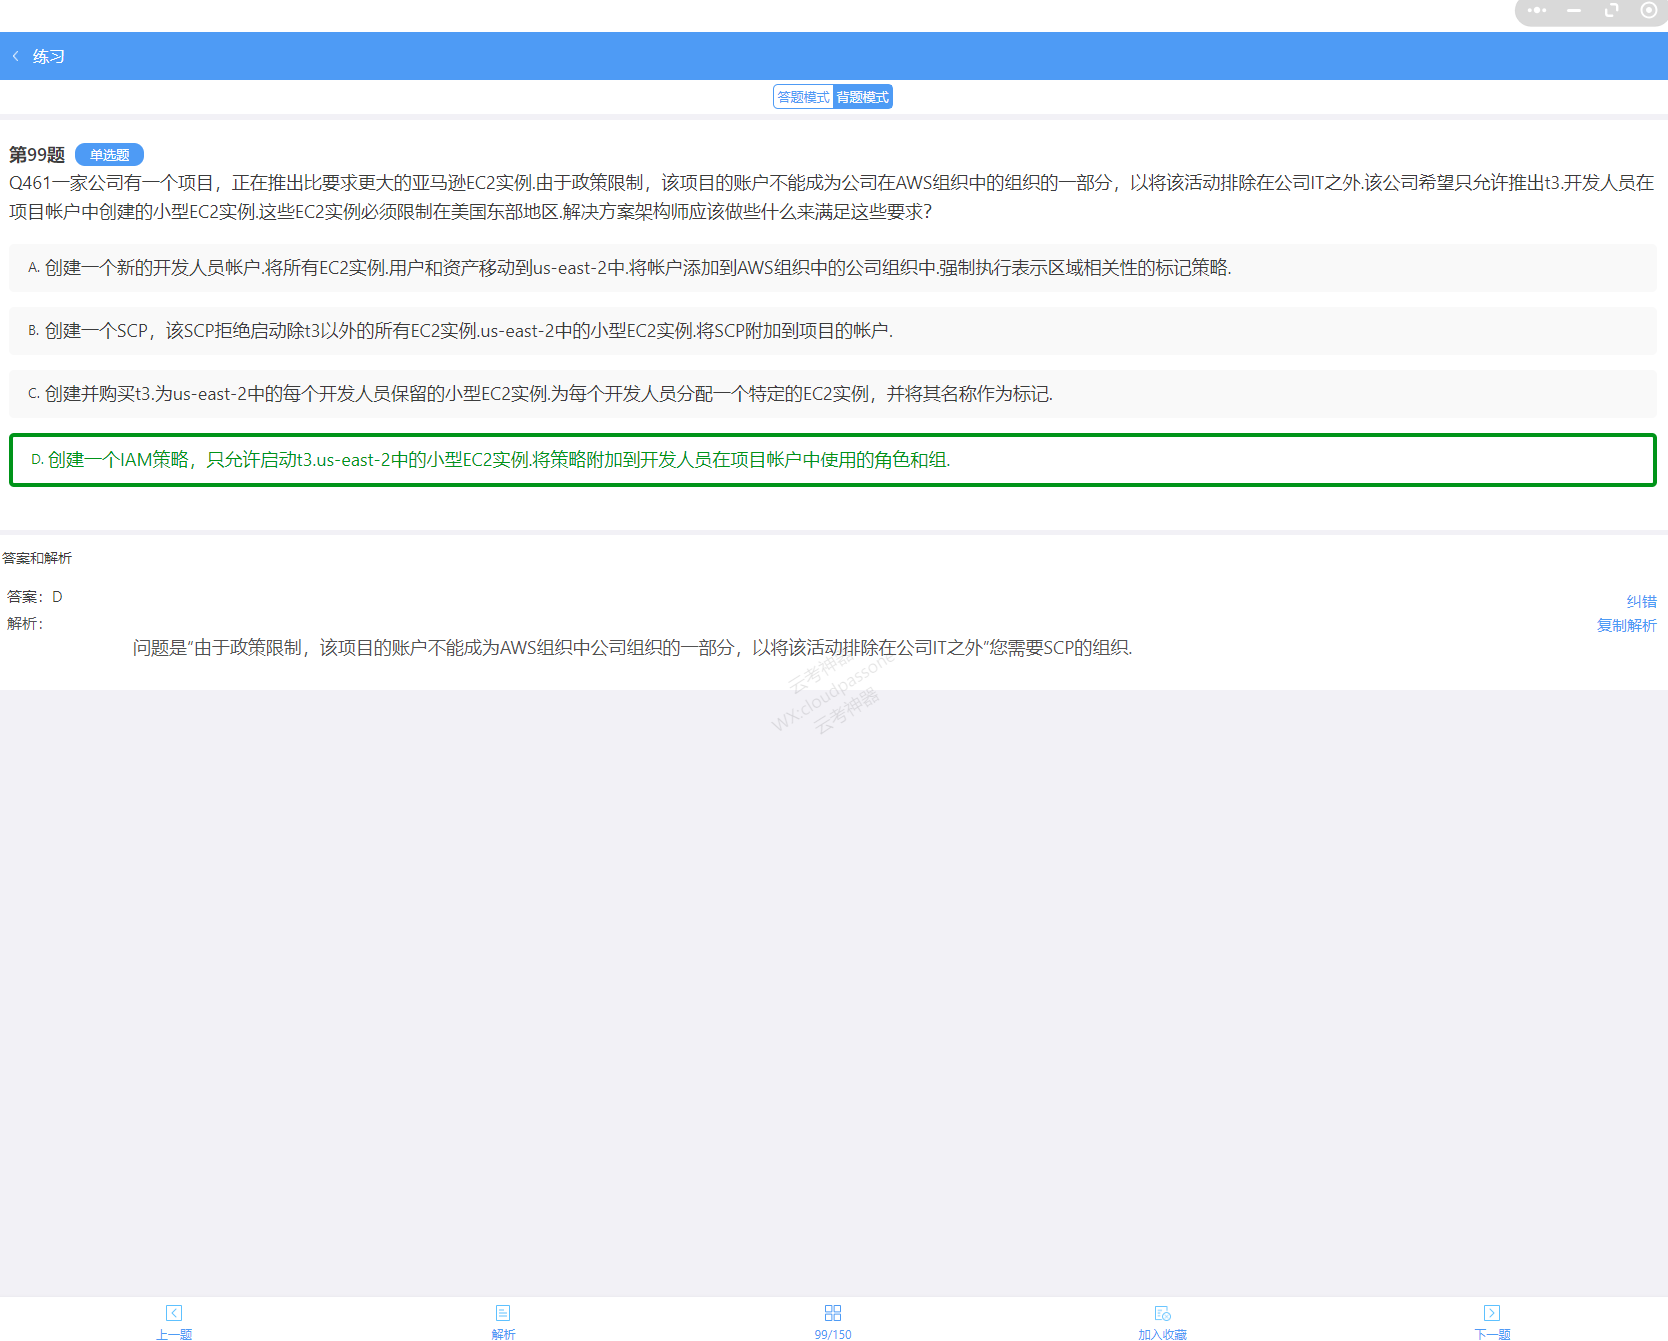 练习
答题模式 背题模式
第99题 单选题
Q461一家公司有一个项目，正在推出比要求更大的亚马逊EC2实例.由于政策限制，该项目的账户不能成为公司在AWS组织中的组织的一部分，以将该活动排除在公司IT之外.该公司希望只允许推出t3.开发人员在
项目帐户中创建的小型EC2实例.这些EC2实例必须限制在美国东部地区.解决方案架构师应该做些什么来满足这些要求？
A. 创建一个新的开发人员帐户.将所有EC2实例.用户和资产移动到us-east-2中.将帐户添加到AWS组织中的公司组织中.强制执行表示区域相关性的标记策略.
B. 创建一个SCP，该SCP拒绝启动除t3以外的所有EC2实例.us-east-2中的小型EC2实例.将SCP附加到项目的帐户.
C. 创建并购买t3.为us-east-2中的每个开发人员保留的小型EC2实例.为每个开发人员分配一个特定的EC2实例，并将其名称作为标记.
D. 创建一个IAM策略，只允许启动t3.us-east-2中的小型EC2实例.将策略附加到开发人员在项目帐户中使用的角色和组.
答案和解析
答案：D
纠错
解析：
复制解析
问题是“由于政策限制，该项目的账户不能成为AWS组织中公司组织的一部分，以将该活动排除在公司IT之外”您需要SCP的组织.
云考神器
WX:cloudpassone
云考神器
上一题 解析 99/150 加入收藏 下一题